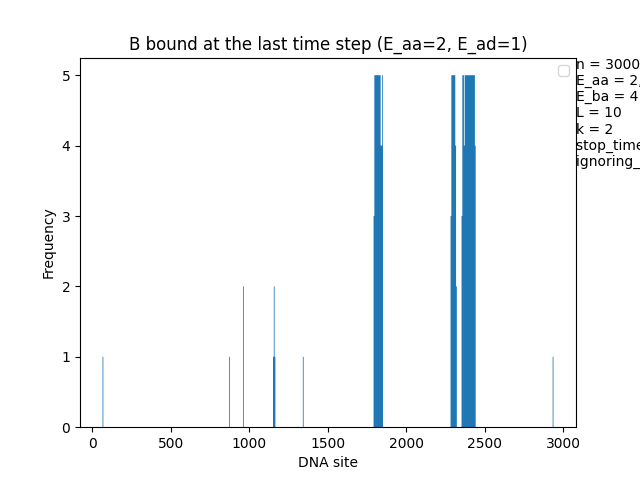 B bound at the last time step (E_aa=2, E_ad=1)
n = 3000
E_aa = 2,
E_ba = 4
L = 10
k = 2
stop_time
ignoring_
5
4
3
2
1
0
Frequency
0 500 1000 1500 2000 2500 3000
DNA site